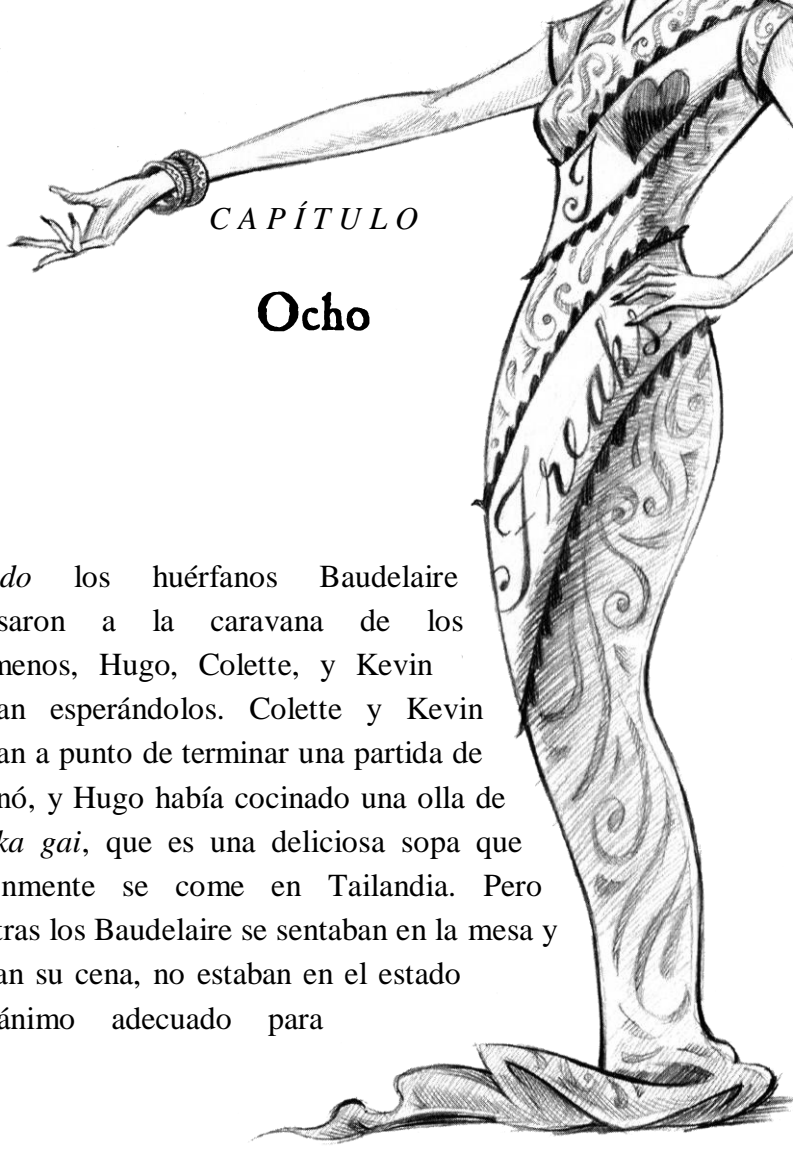 CAPÍTULO
Ocho
I
Freaks
do los huérfanos Baudelaire
saron a la caravana de los
menos, Hugo, Colette, y Kevin
an esperándolos. Colette y Kevin
an a punto de terminar una partida de
nó, y Hugo había cocinado una olla de
ka gai, que es una deliciosa sopa que
nmente se come en Tailandia. Pero
tras los Baudelaire se sentaban en la mesa y
an su cena, no estaban en el estado
ánimo adecuado para